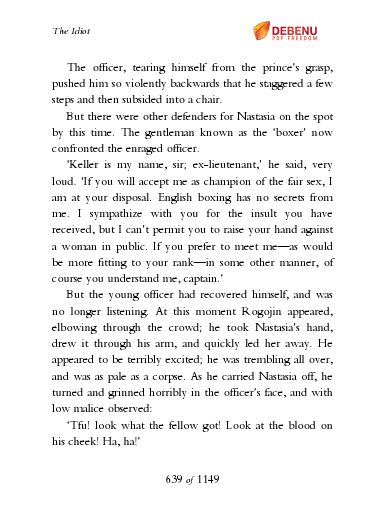 The Idiot
DEBENU
PDF FREEDOM
The officer, tearing himself from the prince's grasp,
pushed him so violently backwards that he staggered a few
steps and then subsided into a chair.
But there were other defenders for Nastasia on the spot
by this time. The gentleman known as the 'boxer' now
confronted the enraged officer.
'Keller is my name, sir; ex-lieutenant,' he said, very
loud. 'If you will accept me as champion of the fair sex, I
am at your disposal. English boxing has no secrets from
me. I sympathize with you for the insult you have
received, but I can't permit you to raise your hand against
a woman in public. If you prefer to meet me—as would
be more fitting to your rank—in some other manner, of
course you understand me, captain.'
But the young officer had recovered himself, and was
no longer listening. At this moment Rogojin appeared,
elbowing through the crowd; he took Nastasia's hand,
drew it through his arm, and quickly led her away. He
appeared to be terribly excited; he was trembling all over,
and was as pale as a corpse. As he carried Nastasia off, he
turned and grinned horribly in the officer's face, and with
low malice observed:
'Tfu! look what the fellow got! Look at the blood on
his cheek! Ha, ha!'
639 of 1149